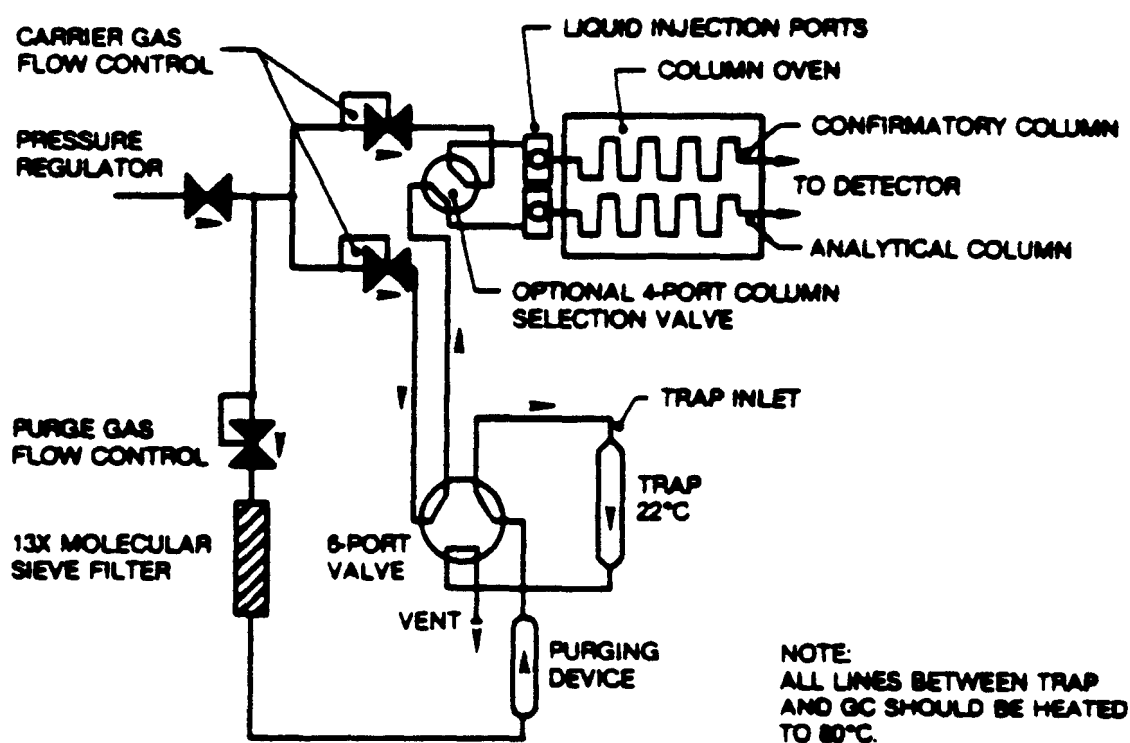 CARRIER GAS
FLOW CONTROL
LIQUID INJECTION PORTS
COLUMN OVEN
CONFIRMATORY COLUMN
PRESSURE
REGULATOR
TO DETECTOR
ANALYTICAL COLUMN
OPTIONAL 4-PORT COLUMN
SELECTION VALVE
TRAP INLET
PURGE GAS
FLOW CONTROL
TRAP
22°C
13X MOLECULAR
SIEVE FILTER
6-PORT
VALVE
VENT
PURGING
DEVICE
NOTE:
ALL LINES BETWEEN TRAP
AND GC SHOULD BE HEATED
TO 80°C.